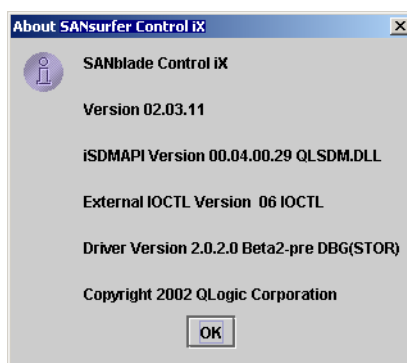 About SANsurfer Control iX
SANblade Control iX
Version 02.03.11
iSDMAPI Version 00.04.00.29 QLSDM.DLL
External IOCTL Version  06 IOCTL
Driver Version 2.0.2.0 Beta2-pre DBG(STOR)
Copyright 2002 QLogic Corporation
OK